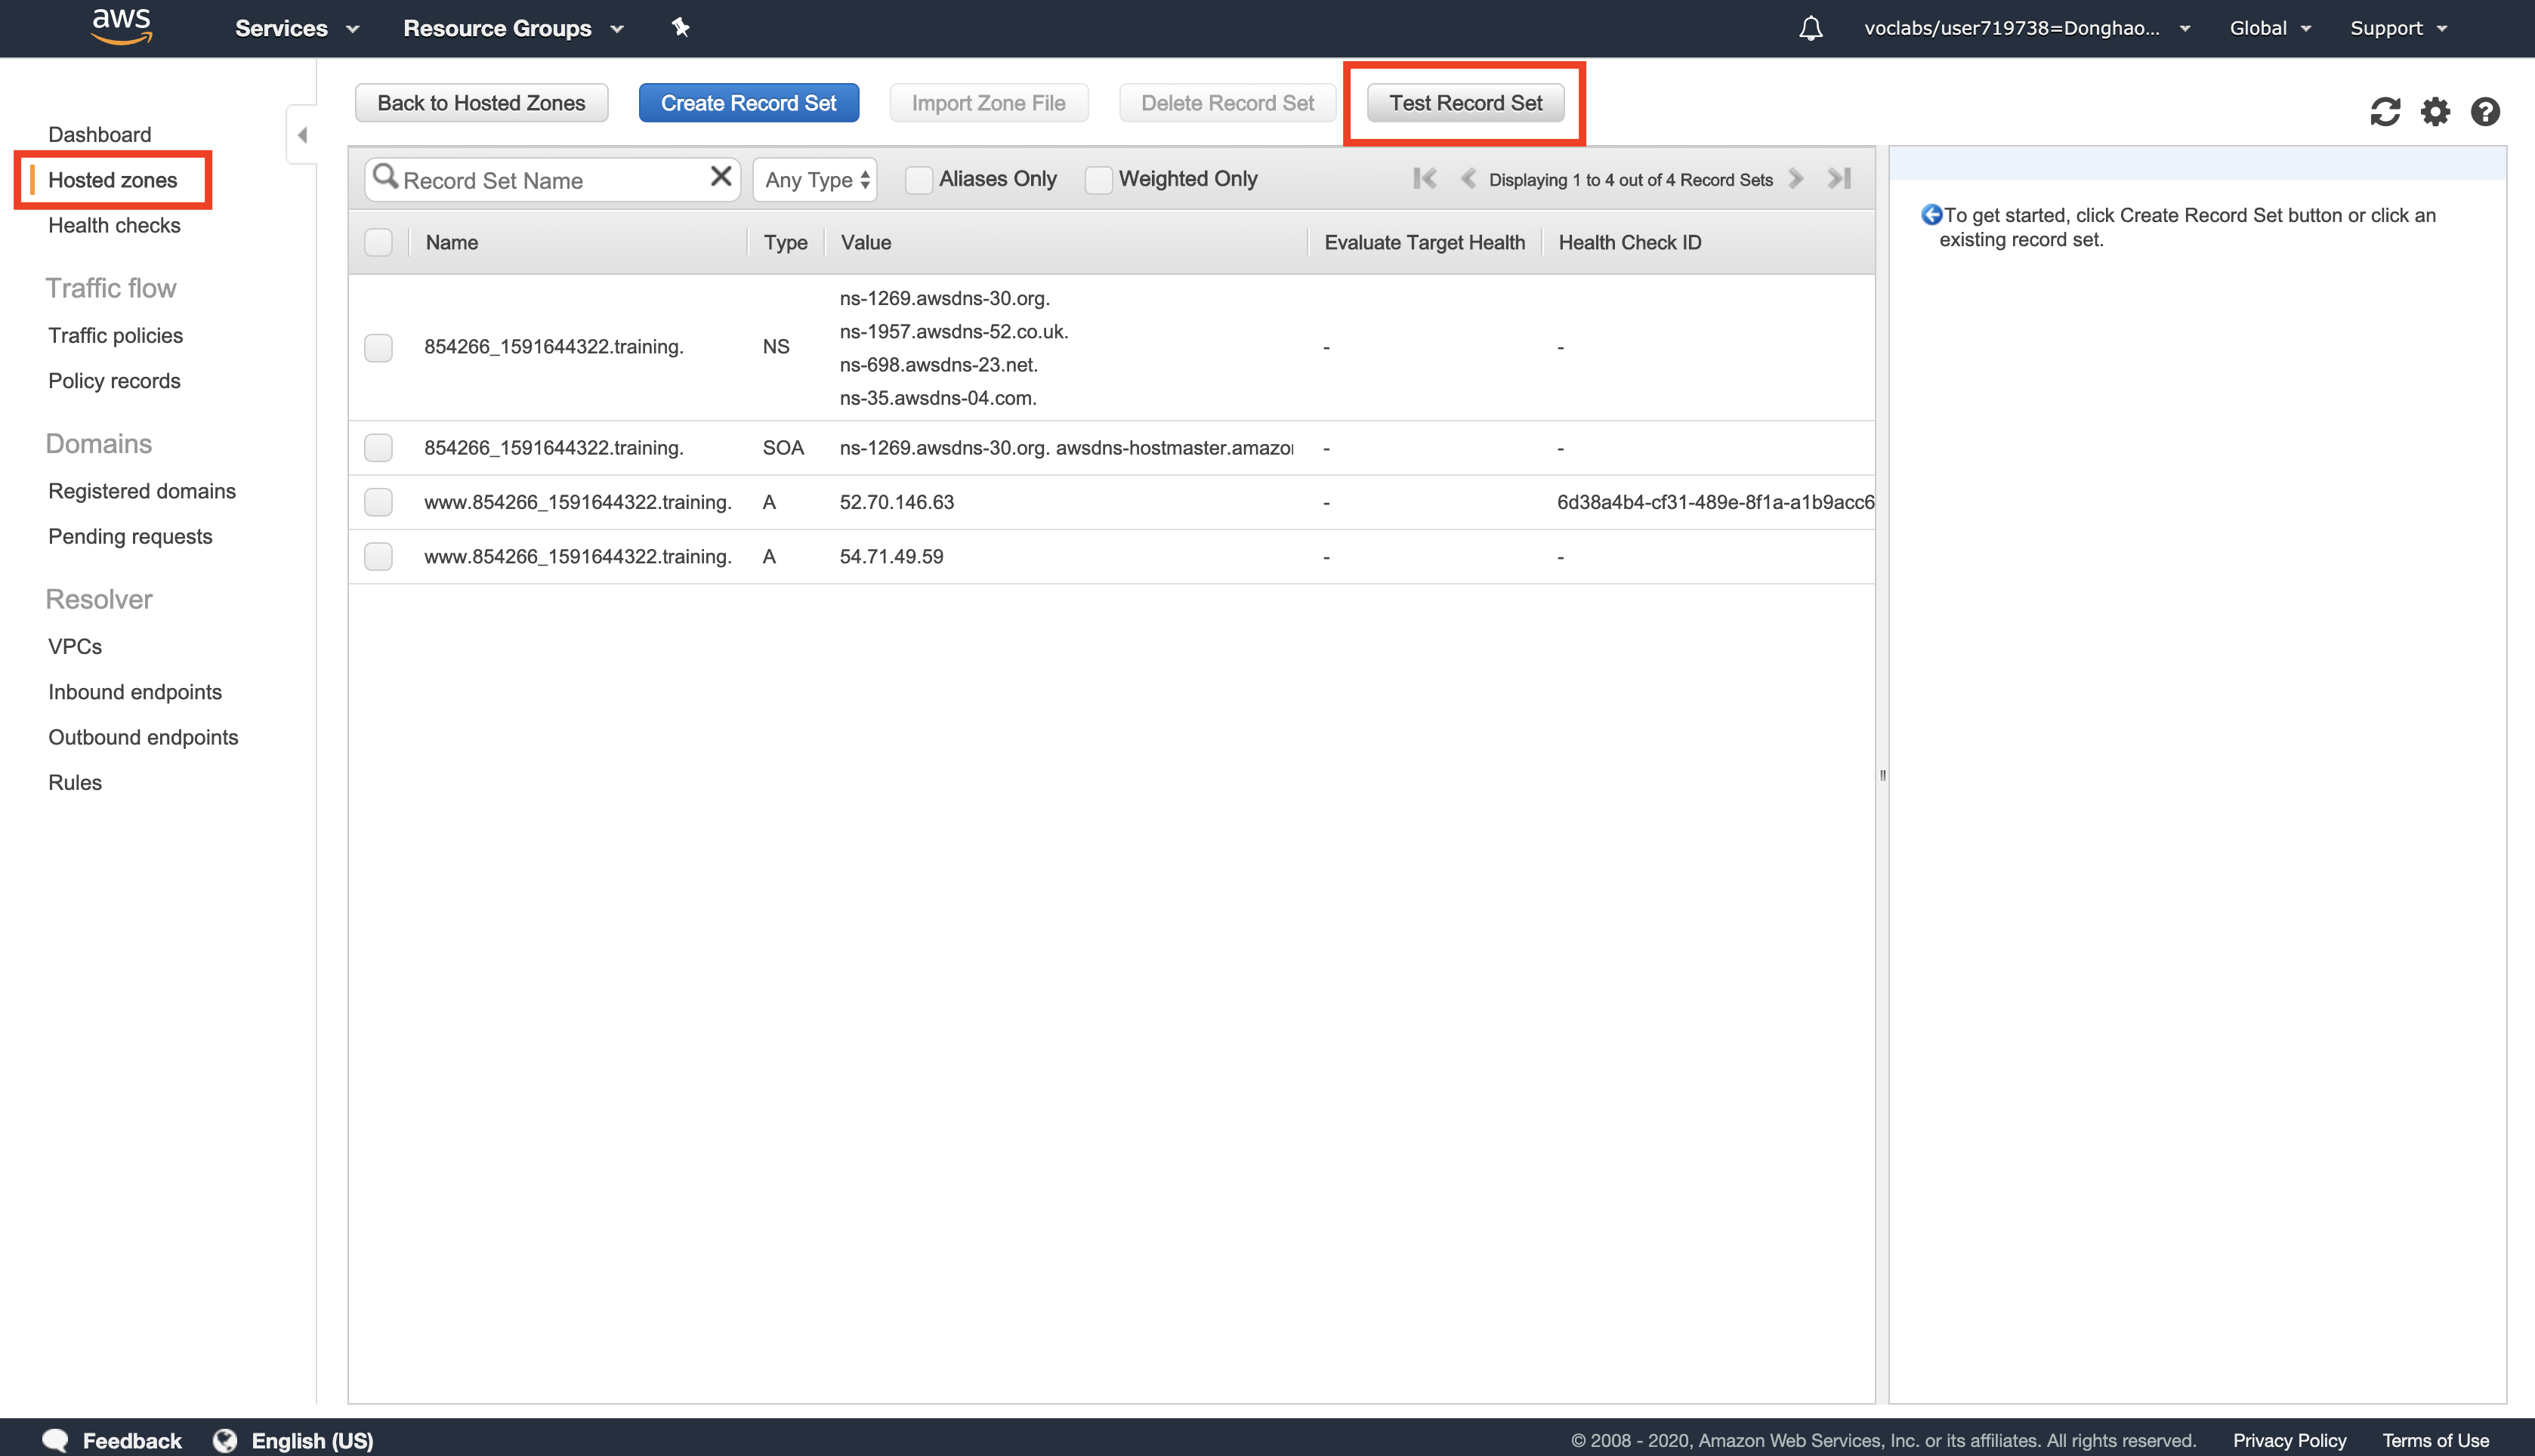 aws Services Resource Groups voclabs/user719738=Donghao... Global Support
Back to Hosted Zones Create Record Set Import Zone File Delete Record Set Test Record Set
Dashboard
Hosted zones
Health checks
Traffic flow
Traffic policies
Policy records
Domains
Registered domains
Pending requests
Resolver
VPCs
Inbound endpoints
Outbound endpoints
Rules
Record Set Name Any Type Aliases Only Weighted Only Displaying 1 to 4 out of 4 Record Sets
Name Type Value Evaluate Target Health Health Check ID
854266_1591644322.training. NS
ns-1269.awsdns-30.org.
ns-1957.awsdns-52.co.uk.
ns-698.awsdns-23.net.
ns-35.awsdns-04.com.
- -
854266_1591644322.training. SOA ns-1269.awsdns-30.org. awsdns-hostmaster.amazo - -
www.854266_1591644322.training. A 52.70.146.63 - 6d38a4b4-cf31-489e-8f1a-a1b9acc6
www.854266_1591644322.training. A 54.71.49.59 - -
To get started, click Create Record Set button or click an
existing record set.
Feedback English (US) © 2008 - 2020, Amazon Web Services, Inc. or its affiliates. All rights reserved. Privacy Policy Terms of Use